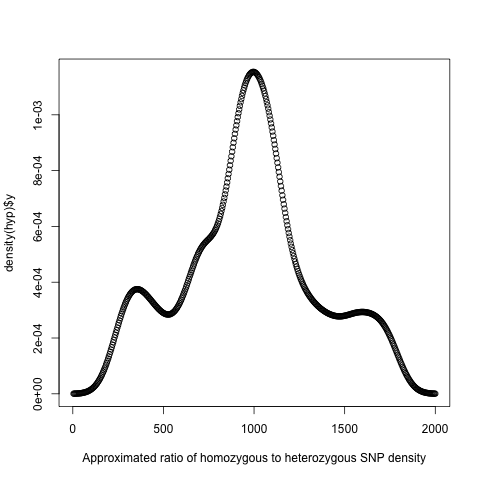 density(hyp)$y
1e-03
8e-04
6e-04
4e-04
2e-04
0e+00
0 500 1000 1500 2000
Approximated ratio of homozygous to heterozygous SNP density